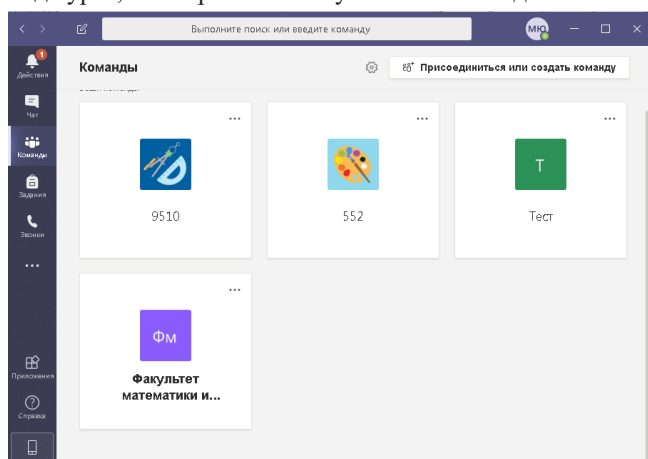 Выполните поиск или введите команду
МЮ
1
Действия
Чат
Команды
Задания
Звонки
Приложения
Справка
Команды
Присоединиться или создать команду
9510
552
Т
Тест
Фм
Факультет
математики и...